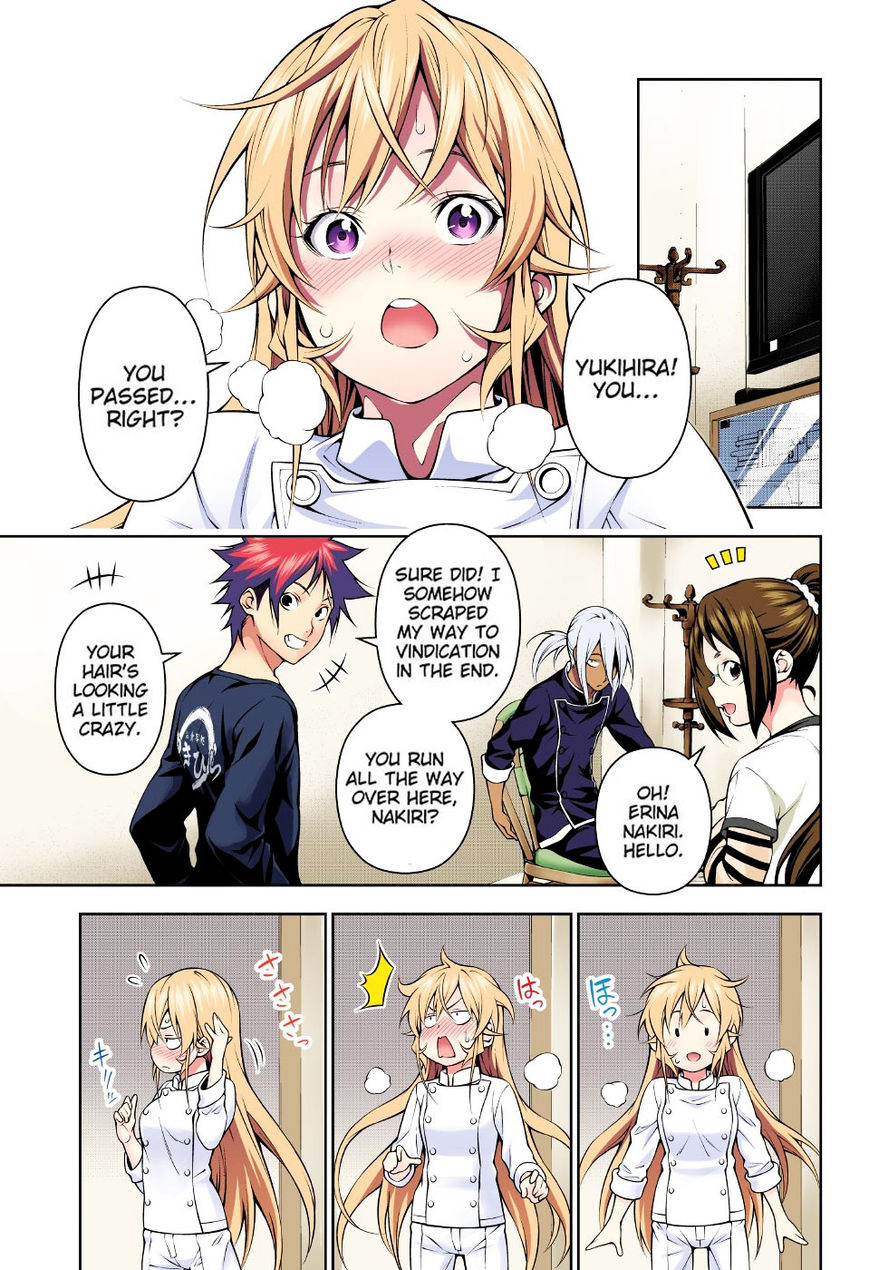 YUKIHIRA!
YOU...
YOU
PASSED...
RIGHT?
OH!
ERINA
NAKIRI.
HELLO.
SURE DID! I
SOMEHOW
SCRAPED
MY WAY TO
VINDICATION
IN THE END.
YOU RUN
ALL THE WAY
OVER HERE,
NAKIRI?
YOUR
HAIR'S
LOOKING
A LITTLE
CRAZY.
ほっ…
はっ
ささささっ
キリッ